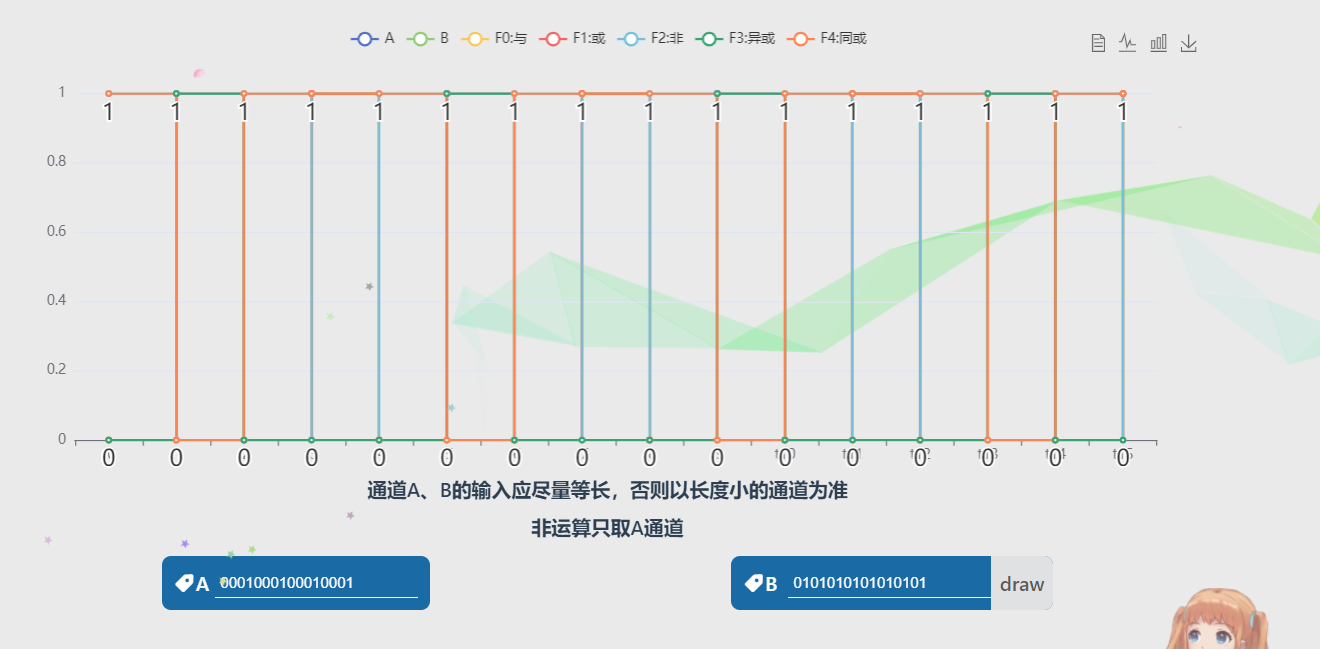 A B F0:与 F1:或 F2:非 F3:异或 F4:同或
1
1 1 1 1 1 1 1 1 1 1 1 1 1 1 1 1
0.8
0.6
0.4
0.2
0
0 0 0 0 0 0 0 0 0 0 0 0 0 0 0 0
通道A、B的输入应尽量等长，否则以长度小的通道为准
非运算只取A通道
A 0001000100010001
B 0101010101010101 draw